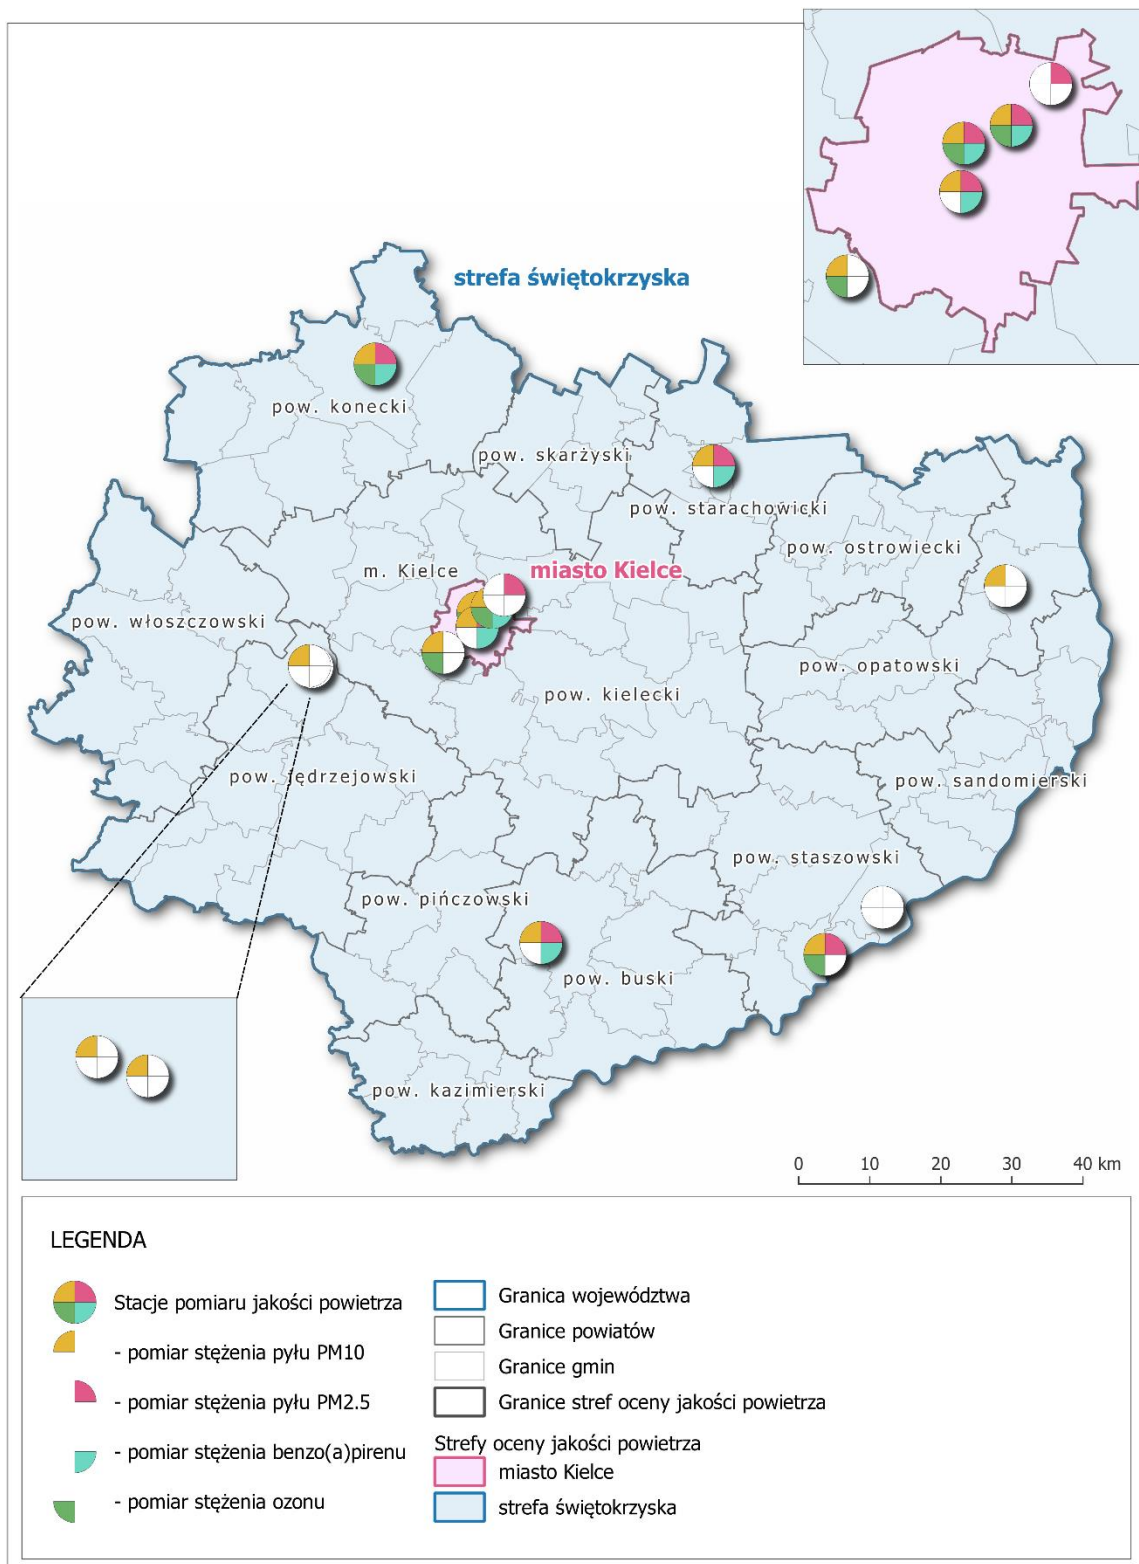 strefa świętokrzyska
pow. konecki
pow. skarżyski
pow. starachowicki
pow. ostrowiecki
m. Kielce
miasto Kielce
pow. włoszczowski
pow. opatowski
pow. kielecki
pow. jędrzejowski
pow. sandomierski
pow. staszowski
pow. pińczowski
pow. buski
pow. kazimierski
0 10 20 30 40 km
LEGENDA
Stacje pomiaru jakości powietrza
- pomiar stężenia pyłu PM10
- pomiar stężenia pyłu PM2.5
- pomiar stężenia benzo(a)pirenu
- pomiar stężenia ozonu
Granica województwa
Granice powiatów
Granice gmin
Granice stref oceny jakości powietrza
Strefy oceny jakości powietrza
miasto Kielce
strefa świętokrzyska